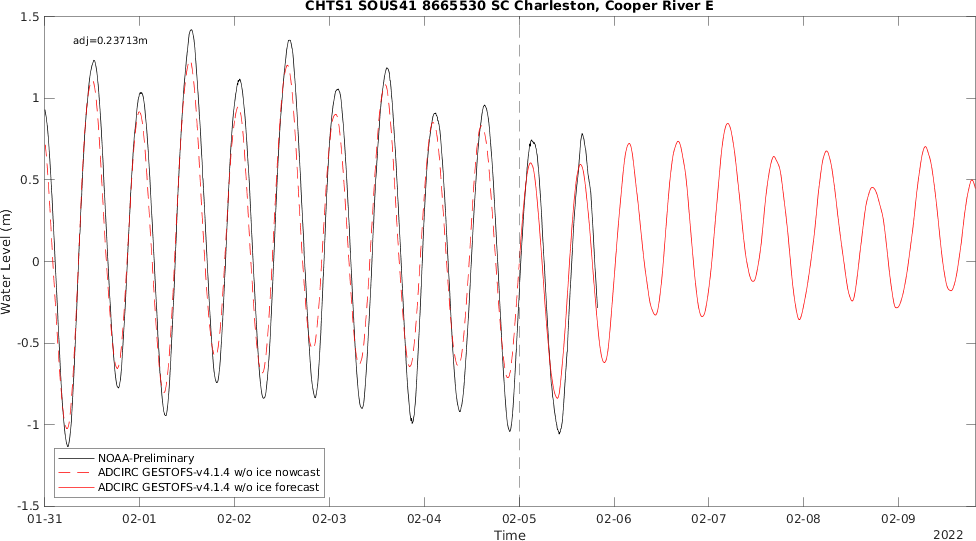 CHTS1 SOUS41 8665530 SC Charleston, Cooper River E
adj=0.23713m
1.5
1
0.5
0
-0.5
-1
-1.5
Water Level (m)
NOAA-Preliminary
ADCIRC GESTOFS-v4.1.4 w/o ice nowcast
ADCIRC GESTOFS-v4.1.4 w/o ice forecast
01-31 02-01 02-02 02-03 02-04 02-05 02-06 02-07 02-08 02-09
Time
2022